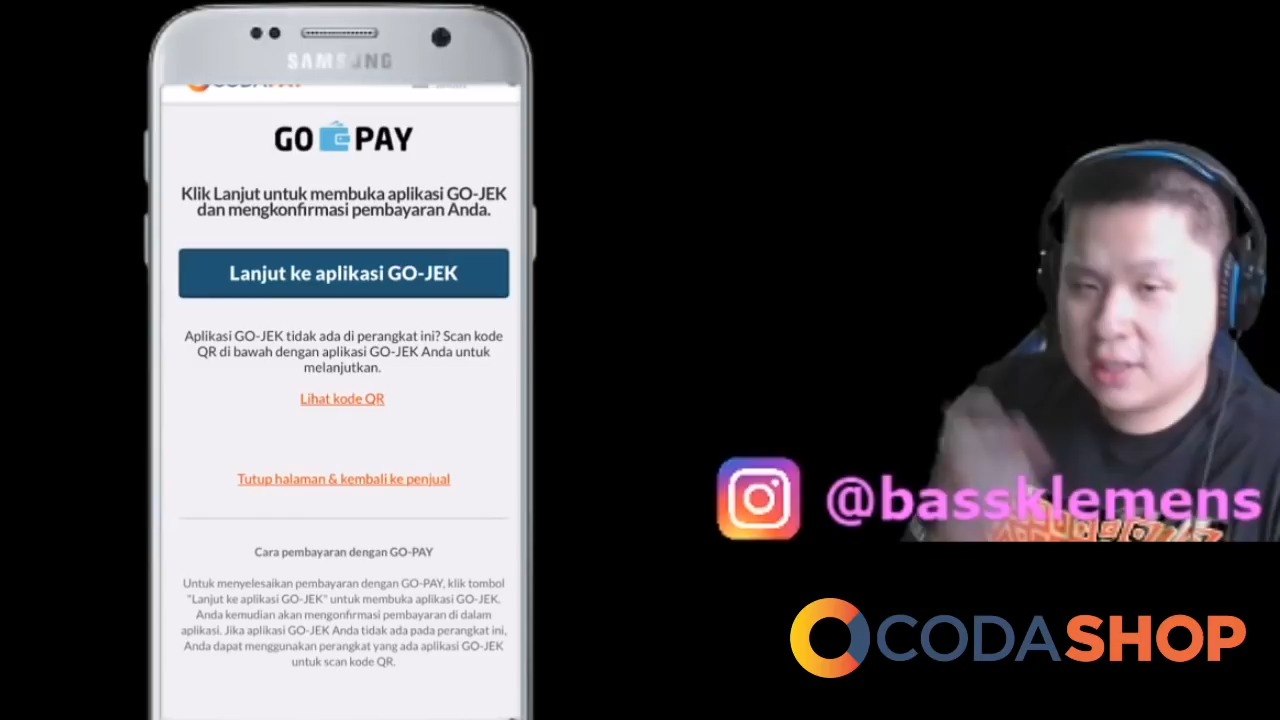 SAMSUNG
CODAPAY
GO PAY
Klik Lanjut untuk membuka aplikasi GO-JEK
dan mengkonfirmasi pembayaran Anda.
Lanjut ke aplikasi GO-JEK
Aplikasi GO-JEK tidak ada di perangkat ini? Scan kode
QR di bawah dengan aplikasi GO-JEK Anda untuk
melanjutkan.
Lihat kode QR
Tutup halaman & kembali ke penjual
Cara pembayaran dengan GO-PAY
Untuk menyelesaikan pembayaran dengan GO-PAY, klik tombol
"Lanjut ke aplikasi GO-JEK" untuk membuka aplikasi GO-JEK.
Anda kemudian akan mengonfirmasi pembayaran di dalam
aplikasi. Jika aplikasi GO-JEK Anda tidak ada pada perangkat ini,
Anda dapat menggunakan perangkat yang ada aplikasi GO-JEK
untuk scan kode QR.
@bassklemens
CODASHOP